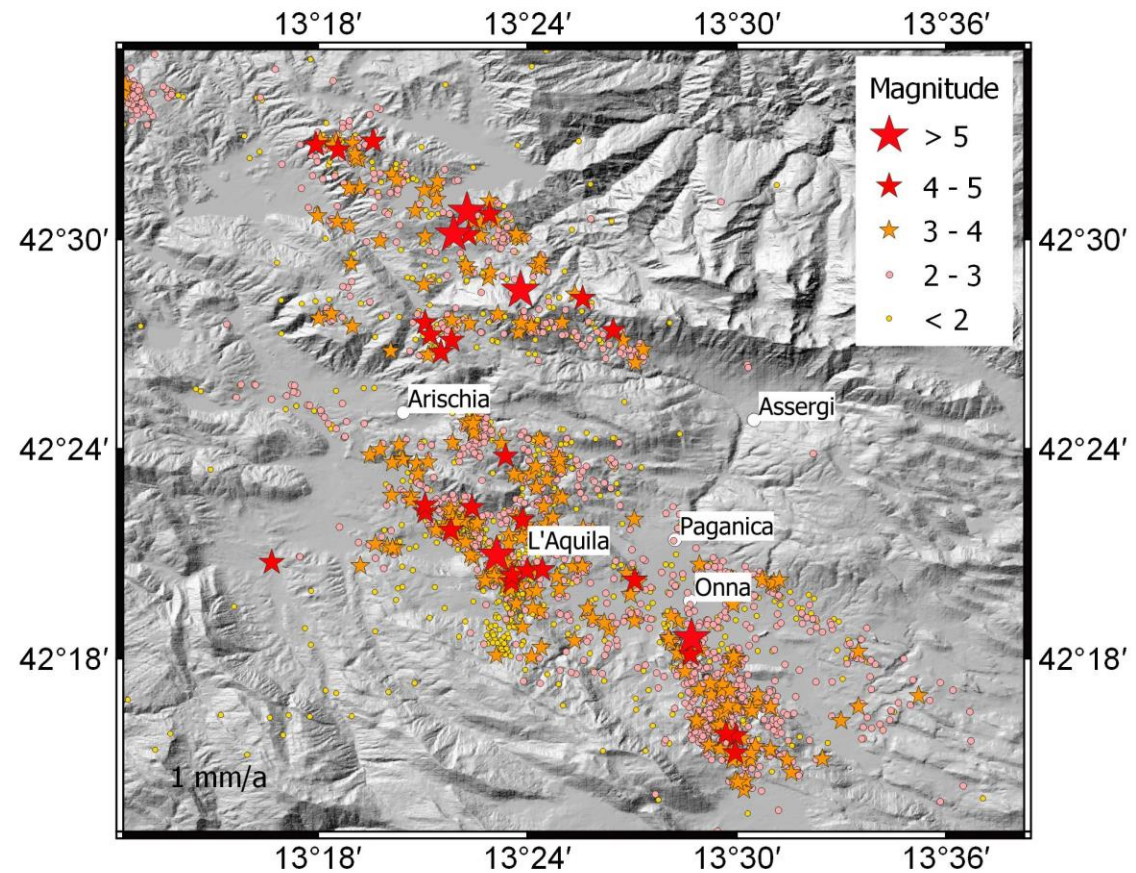 13°18′ 13°24′ 13°30′ 13°36′
Magnitude
> 5
4 - 5
3 - 4
2 - 3
< 2
42°30′ 42°30′
Arischia
Assergi
42°24′ 42°24′
Paganica
L'Aquila
Onna
42°18′ 42°18′
1 mm/a
13°18′ 13°24′ 13°30′ 13°36′